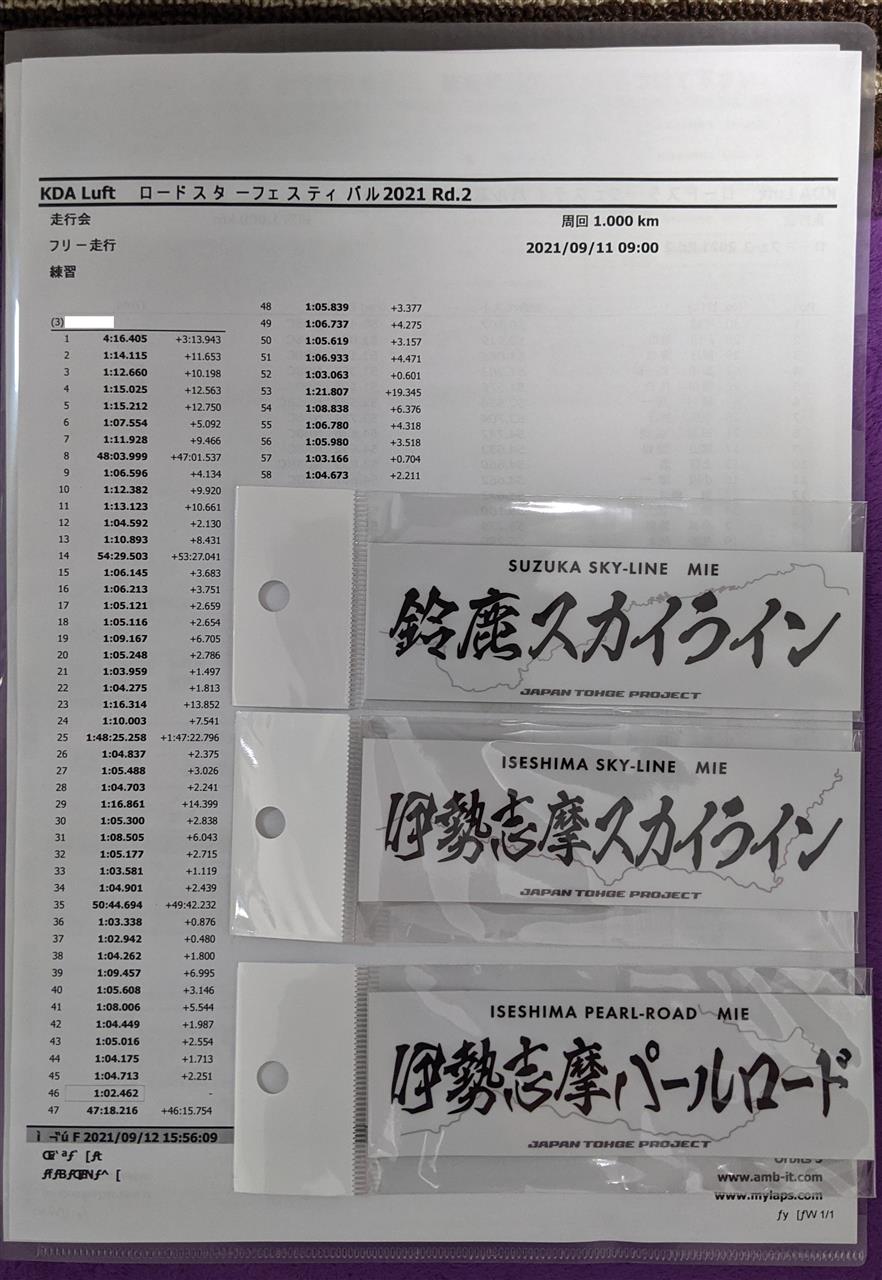 KDA Luft ロードスターフェスティバル2021 Rd.2
走行会 周回 1.000 km
フリー走行 2021/09/11 09:00
練習
(3)
1 4:16.405 +3:13.943
2 1:14.115 +11.653
3 1:12.660 +10.198
4 1:15.025 +12.563
5 1:15.212 +12.750
6 1:07.554 +5.092
7 1:11.928 +9.466
8 48:03.999 +47:01.537
9 1:06.596 +4.134
10 1:12.382 +9.920
11 1:13.123 +10.661
12 1:04.592 +2.130
13 1:10.893 +8.431
14 54:29.503 +53:27.041
15 1:06.145 +3.683
16 1:06.213 +3.751
17 1:05.121 +2.659
18 1:05.116 +2.654
19 1:09.167 +6.705
20 1:05.248 +2.786
21 1:03.959 +1.497
22 1:04.275 +1.813
23 1:16.314 +13.852
24 1:10.003 +7.541
25 1:48:25.258 +1:47:22.796
26 1:04.837 +2.375
27 1:05.488 +3.026
28 1:04.703 +2.241
29 1:16.861 +14.399
30 1:05.300 +2.838
31 1:08.505 +6.043
32 1:05.177 +2.715
33 1:03.581 +1.119
34 1:04.901 +2.439
35 50:44.694 +49:42.232
36 1:03.338 +0.876
37 1:02.942 +0.480
38 1:04.262 +1.800
39 1:09.457 +6.995
40 1:05.608 +3.146
41 1:08.006 +5.544
42 1:04.449 +1.987
43 1:05.016 +2.554
44 1:04.175 +1.713
45 1:04.713 +2.251
46 1:02.462 -
47 47:18.216 +46:15.754
48 1:05.839 +3.377
49 1:06.737 +4.275
50 1:05.619 +3.157
51 1:06.933 +4.471
52 1:03.063 +0.601
53 1:21.807 +19.345
54 1:08.838 +6.376
55 1:06.780 +4.318
56 1:05.980 +3.518
57 1:03.166 +0.704
58 1:04.673 +2.211
SUZUKA SKY-LINE MIE
鈴鹿スカイライン
JAPAN TOHGE PROJECT
ISESHIMA SKY-LINE MIE
伊勢志摩スカイライン
JAPAN TOHGE PROJECT
ISESHIMA PEARL-ROAD MIE
伊勢志摩パールロード
JAPAN TOHGE PROJECT
F 2021/09/12 15:56:09
Orbits
www.amb-it.com
www.mylaps.com
ƒy [ƒW 1/1